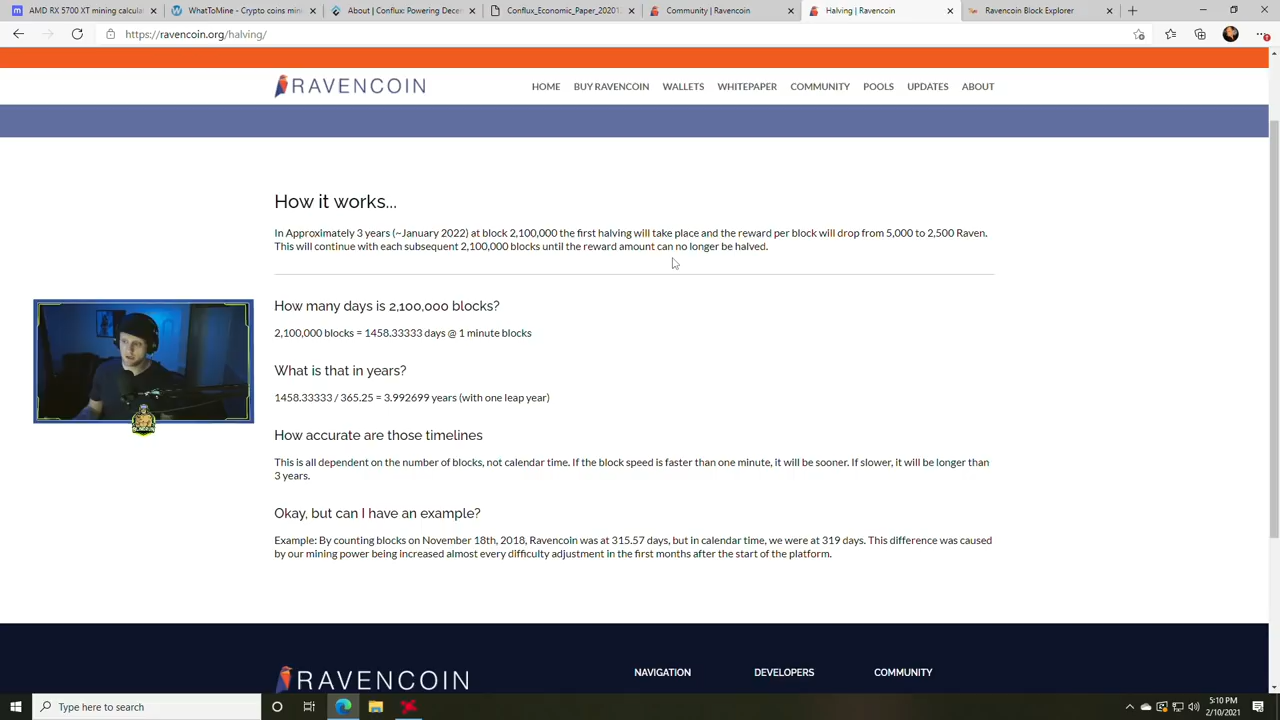 AMD RX 5700 XT mining calcula
WhatToMine - Crypto coins minin
About | Conflux: Powering Decen
Conflux_Economic_Paper_20201
Community | Ravencoin
Halving | Ravencoin
Ravencoin Block Explorer
https://ravencoin.org/halving/
RAVENCOIN
HOME BUY RAVENCOIN WALLETS WHITEPAPER COMMUNITY POOLS UPDATES ABOUT
How it works...
In Approximately 3 years (~January 2022) at block 2,100,000 the first halving will take place and the reward per block will drop from 5,000 to 2,500 Raven.
This will continue with each subsequent 2,100,000 blocks until the reward amount can no longer be halved.
How many days is 2,100,000 blocks?
2,100,000 blocks = 1458.33333 days @ 1 minute blocks
What is that in years?
1458.33333 / 365.25 = 3.992699 years (with one leap year)
How accurate are those timelines
This is all dependent on the number of blocks, not calendar time. If the block speed is faster than one minute, it will be sooner. If slower, it will be longer than
3 years.
Okay, but can I have an example?
Example: By counting blocks on November 18th, 2018, Ravencoin was at 315.57 days, but in calendar time, we were at 319 days. This difference was caused
by our mining power being increased almost every difficulty adjustment in the first months after the start of the platform.
RAVENCOIN
NAVIGATION DEVELOPERS COMMUNITY
Type here to search
5:10 PM
2/10/2021